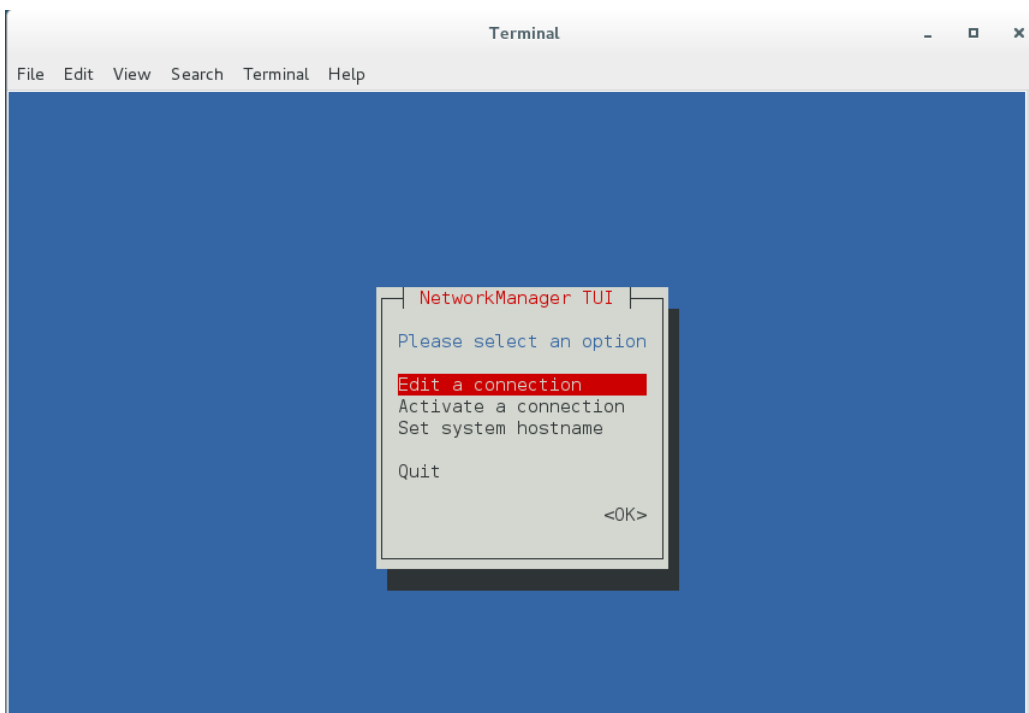 Terminal
File Edit View Search Terminal Help
NetworkManager TUI
Please select an option
Edit a connection
Activate a connection
Set system hostname
Quit
<OK>